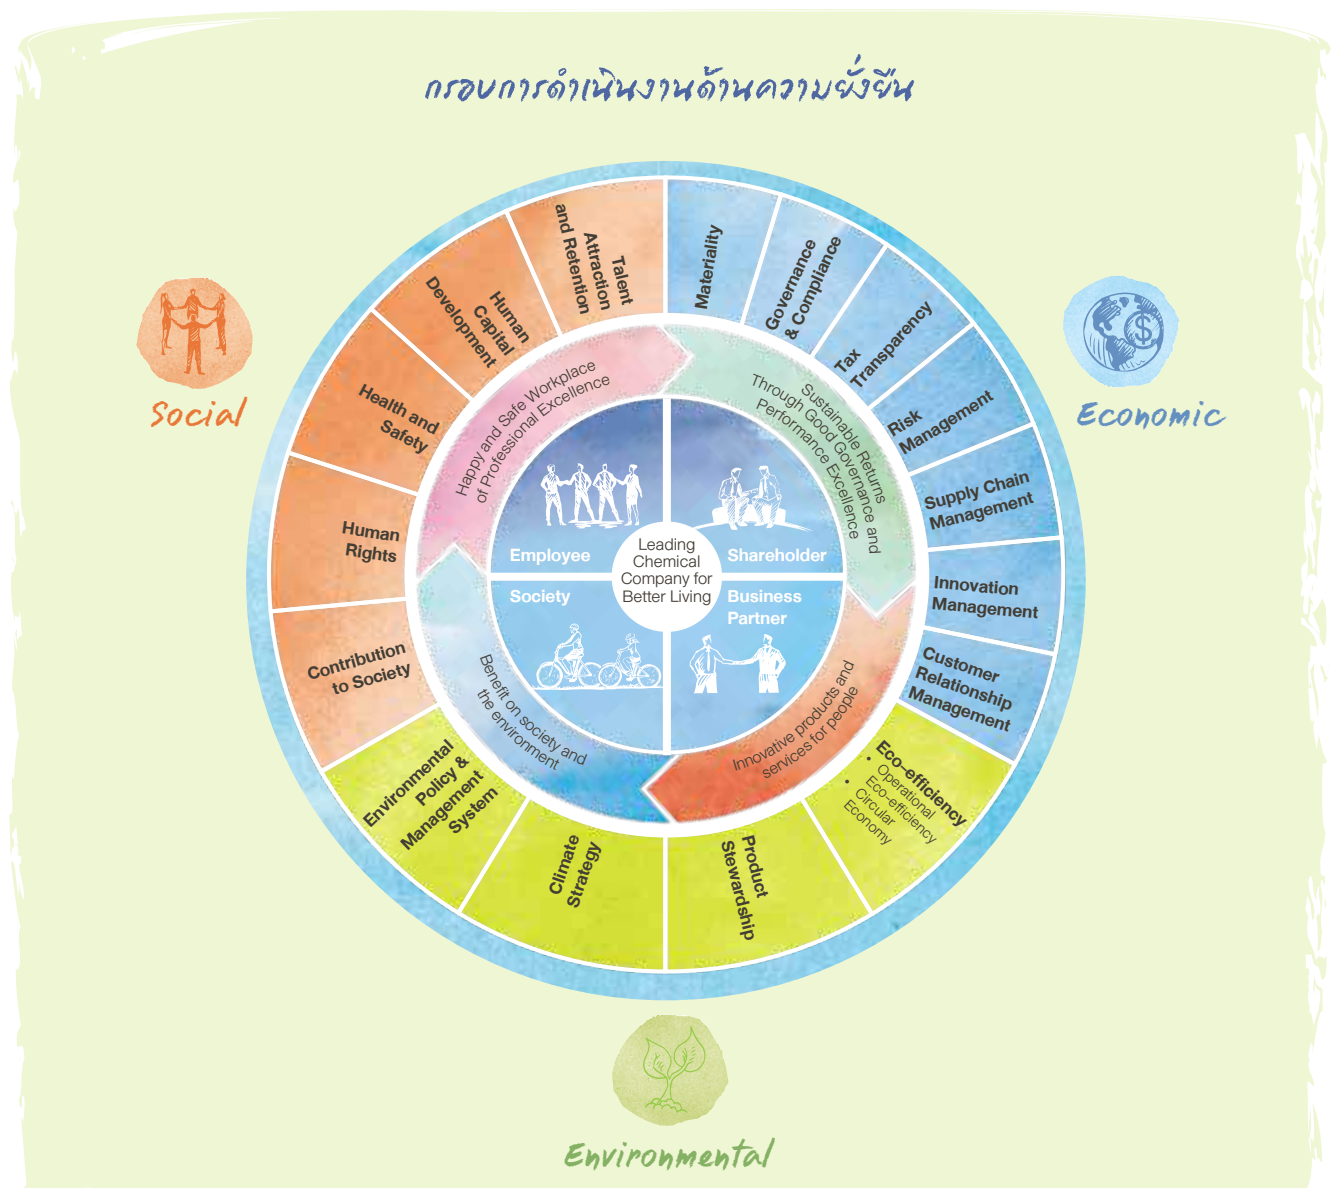 กรอบการดำเนินงานด้านความยั่งยืน
Social
Economic
Environmental
Materiality
Governance
& Compliance
Tax
Transparency
Risk
Management
Supply Chain
Management
Innovation
Management
Customer
Relationship
Management
Eco-efficiency
• Operational
Eco-efficiency
• Circular
Economy
Product
Stewardship
Climate
Strategy
Environmental
Policy &
Management
System
Contribution
to Society
Human
Rights
Health and
Safety
Human
Capital
Development
Talent
Attraction
and Retention
Happy and Safe Workplace
of Professional Excellence
Sustainable Returns
Through Good Governance and
Performance Excellence
Innovative products and
services for people
Benefit on society and
the environment
Employee
Shareholder
Society
Business
Partner
Leading
Chemical
Company for
Better Living